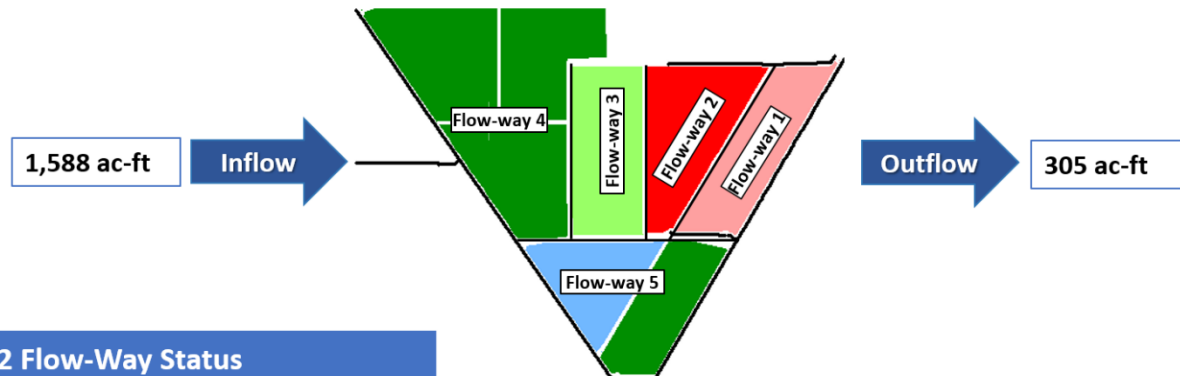 1,588 ac-ft
Inflow
Flow-way 4
Flow-way 3
Flow-way 2
Flow-way 1
Flow-way 5
Outflow
305 ac-ft
2 Flow-Way Status